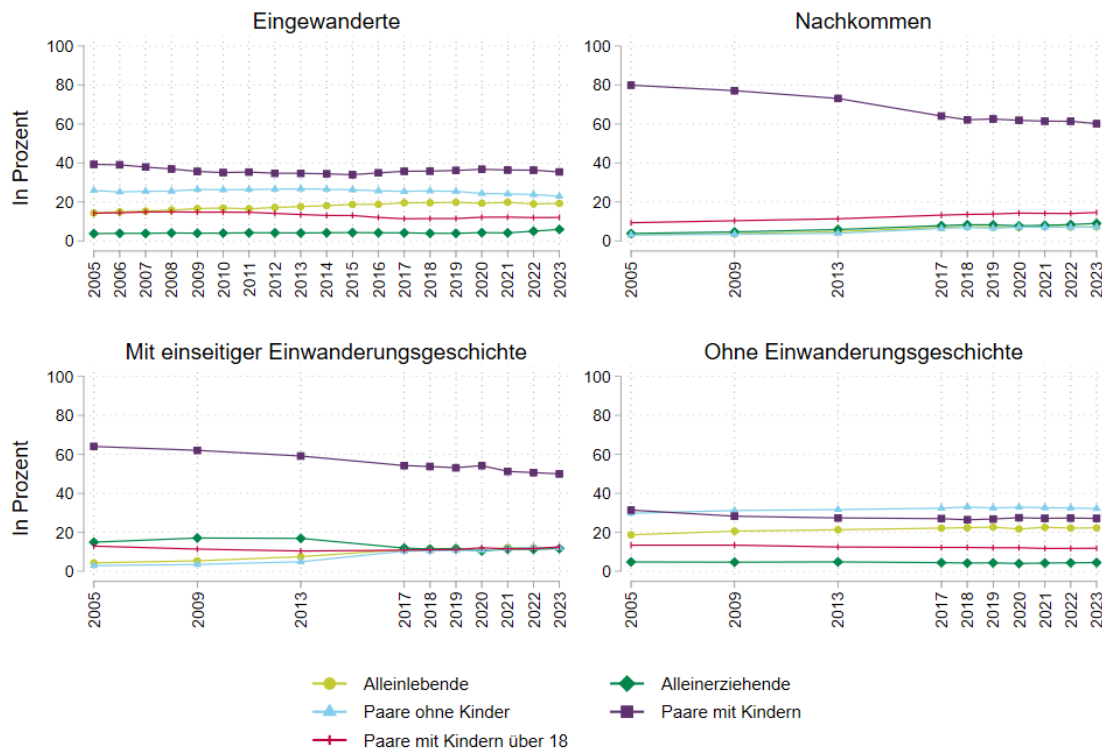 Eingewanderte
Nachkommen
In Prozent
100
80
60
40
20
0
2005 2006 2007 2008 2009 2010 2011 2012 2013 2014 2015 2016 2017 2018 2019 2020 2021 2022 2023
100
80
60
40
20
0
2005 2009 2013 2017 2018 2019 2020 2021 2022 2023
Mit einseitiger Einwanderungsgeschichte
Ohne Einwanderungsgeschichte
In Prozent
100
80
60
40
20
0
2005 2009 2013 2017 2018 2019 2020 2021 2022 2023
100
80
60
40
20
0
2005 2009 2013 2017 2018 2019 2020 2021 2022 2023
Alleinlebende
Alleinerziehende
Paare ohne Kinder
Paare mit Kindern
Paare mit Kindern über 18